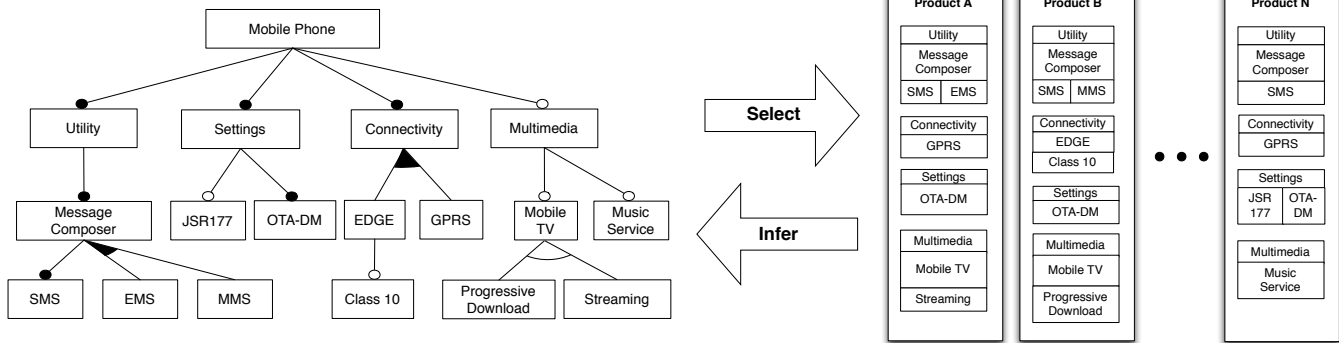 Mobile Phone
Utility
Settings
Connectivity
Multimedia
Message
Composer
JSR177
OTA-DM
EDGE
GPRS
Mobile
TV
Music
Service
SMS
EMS
MMS
Class 10
Progressive
Download
Streaming
Select
Infer
Product A
Utility
Message
Composer
SMS EMS
Connectivity
GPRS
Settings
OTA-DM
Multimedia
Mobile TV
Streaming
Product B
Utility
Message
Composer
SMS MMS
Connectivity
EDGE
Class 10
Settings
OTA-DM
Multimedia
Mobile TV
Progressive
Download
Product N
Utility
Message
Composer
SMS
Connectivity
GPRS
Settings
JSR
177
OTA-
DM
Multimedia
Music
Service